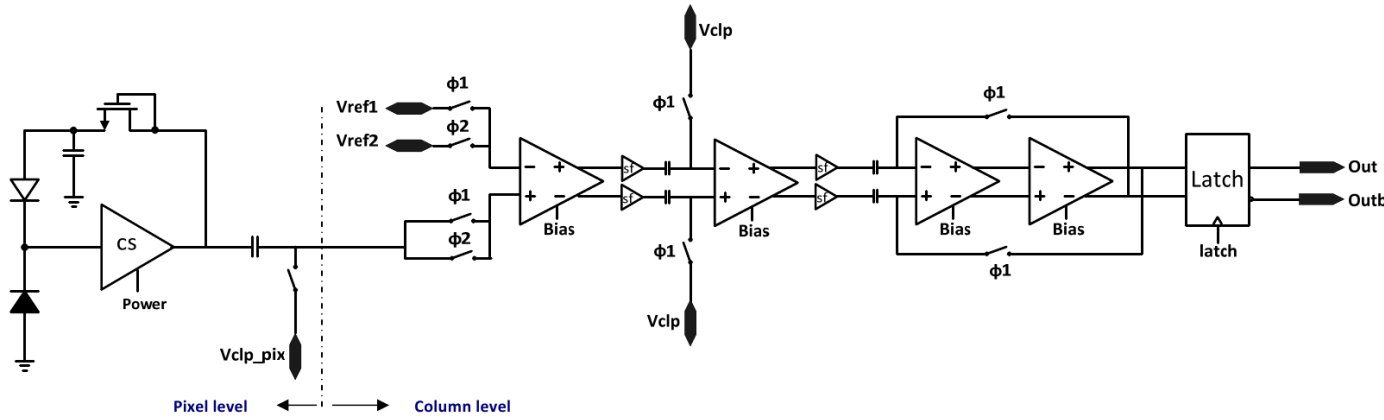 Vclp
ϕ1
Vref1
ϕ2
Vref2
ϕ1
ϕ1
- +
+ -
sf
sf
- +
+ -
sf
sf
- +
+ -
- +
+ -
Latch
Out
Outb
latch
CS
Power
ϕ1
ϕ2
Bias
ϕ1
Bias
Bias
Bias
ϕ1
Vclp
Vclp_pix
Pixel level
Column level